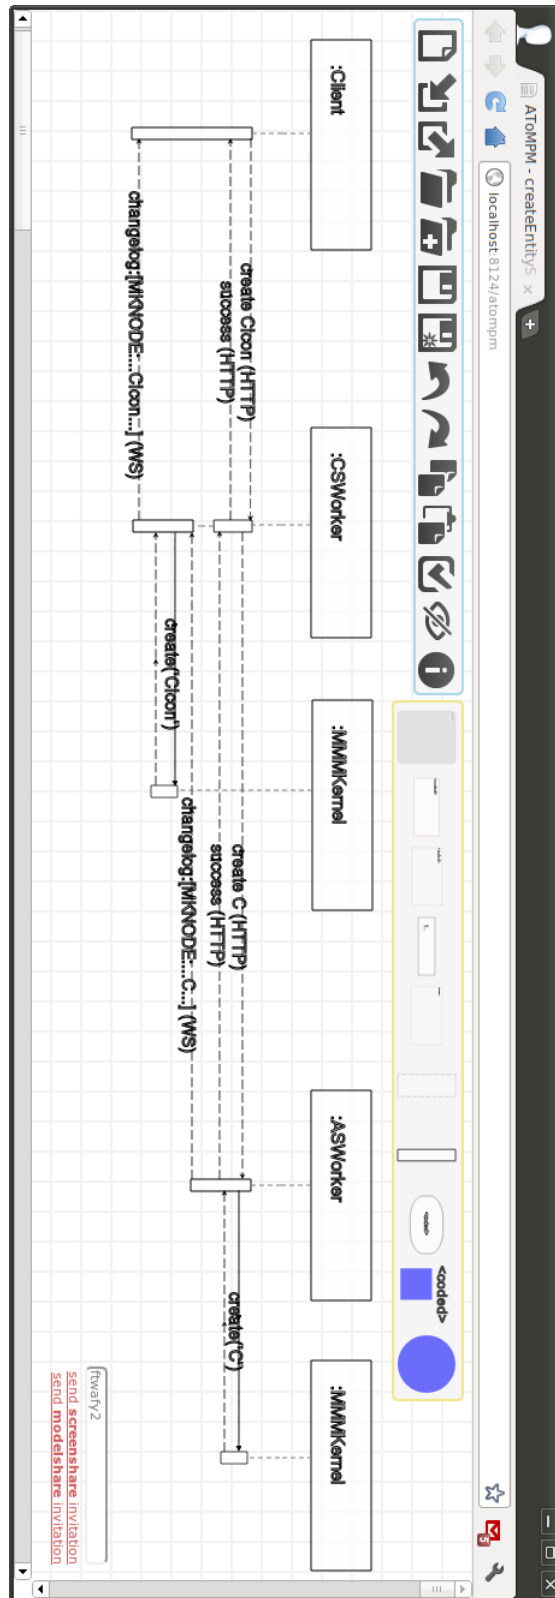 AToMPM - createEntityS
localhost:8124/atompm
<coded>
<coded>
:Client
:CSWorker
:MMMKernel
:ASWorker
:MMMKernel
create CIcon (HTTP)
success (HTTP)
changelog:[MKNODE:...CIcon...] (WS)
create C (HTTP)
success (HTTP)
changelog:[MKNODE:...C...] (WS)
create('CIcon')
create('C')
ftwafy2
send screenshare invitation
send modelshare invitation
5